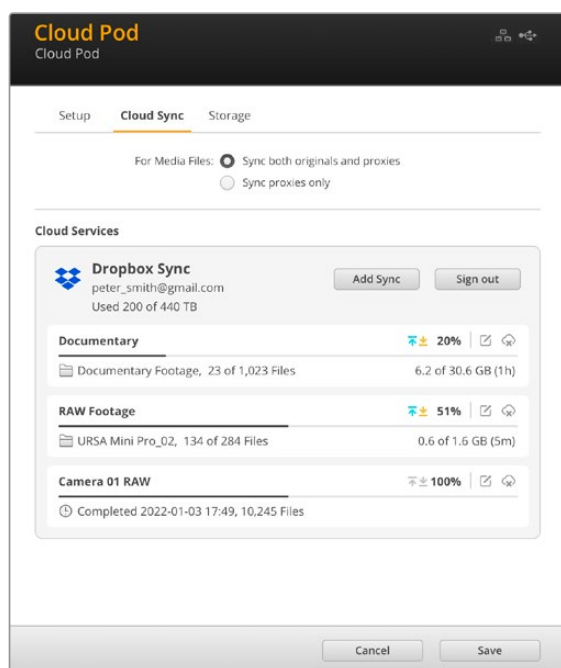 Cloud Pod
Cloud Pod
Setup Cloud Sync Storage
For Media Files: Sync both originals and proxies
Sync proxies only
Cloud Services
Dropbox Sync
peter_smith@gmail.com
Used 200 of 440 TB
Add Sync Sign out
Documentary 20%
Documentary Footage, 23 of 1,023 Files 6.2 of 30.6 GB (1h)
RAW Footage 51%
URSA Mini Pro_02, 134 of 284 Files 0.6 of 1.6 GB (5m)
Camera 01 RAW 100%
Completed 2022-01-03 17:49, 10,245 Files
Cancel Save